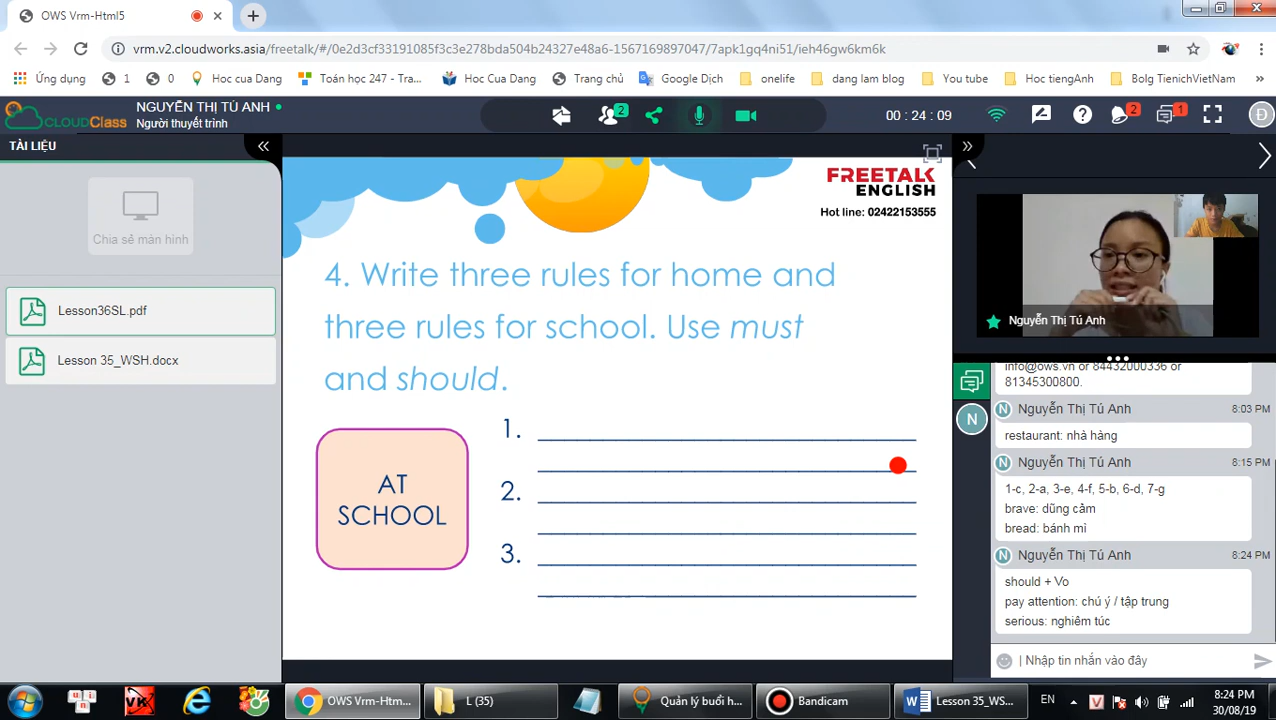 OWS Vrm-Html5
vrm.v2.cloudworks.asia/freetalk/#/0e2d3cf33191085f3c3e278bda504b24327e48a6-1567169897047/7apk1gq4ni51/ieh46gw6km6k
Ứng dụng
1
0
Hoc cua Dang
Toán học 247 - Tra...
Học Cua Dang
Trang chủ
Google Dịch
onelife
dang lam blog
You tube
Học tiengAnh
Bolg TienichVietNam
»
CLOUDCLASS
NGUYỄN THỊ TÚ ANH
Người thuyết trình
2
00 : 24 : 09
2
1
Đ
TÀI LIỆU
Chia sẻ màn hình
Lesson36SL.pdf
Lesson 35_WSH.docx
FREETALK
ENGLISH
Hot line: 02422153555
4. Write three rules for home and
three rules for school. Use must
and should.
AT
SCHOOL
1.
2.
3.
Nguyễn Thị Tú Anh
info@ows.vn or 84432000336 or
81345300800.
N Nguyễn Thị Tú Anh 8:03 PM
restaurant: nhà hàng
N Nguyễn Thị Tú Anh 8:15 PM
1-c, 2-a, 3-e, 4-f, 5-b, 6-d, 7-g
brave: dũng cảm
bread: bánh mì
N Nguyễn Thị Tú Anh 8:24 PM
should + Vo
pay attention: chú ý / tập trung
serious: nghiêm túc
N
Nhập tin nhắn vào đây
OWS Vrm-Htm...
L (35)
Quản lý buổi h...
Bandicam
Lesson 35_WS...
EN
8:24 PM
30/08/19